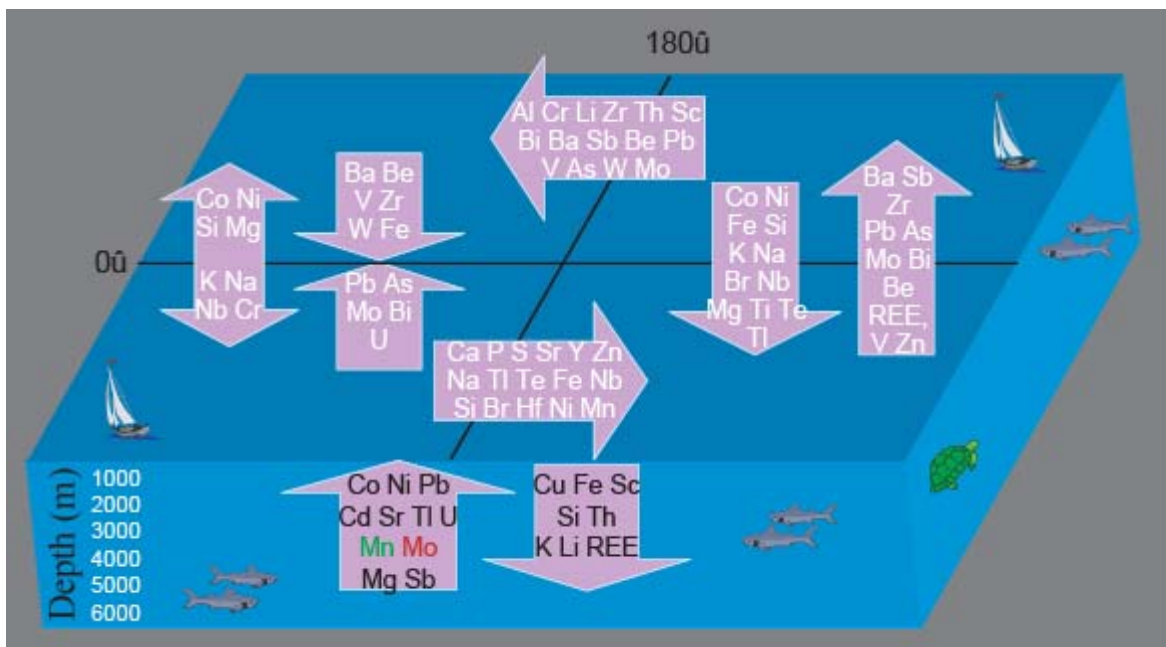 180û
Al Cr Li Zr Th Sc
Bi Ba Sb Be Pb
V As W Mo
Co Ni
Si Mg
K Na
Nb Cr
Ba Be
V Zr
W Fe
Pb As
Mo Bi
U
Co Ni
Fe Si
K Na
Br Nb
Mg Ti Te
Tl
Ba Sb
Zr
Pb As
Mo Bi
Be
REE,
V Zn
0û
Ca P S Sr Y Zn
Na Tl Te Fe Nb
Si Br Hf Ni Mn
Depth (m)
1000
2000
3000
4000
5000
6000
Co Ni Pb
Cd Sr Tl U
Mn Mo
Mg Sb
Cu Fe Sc
Si Th
K Li REE